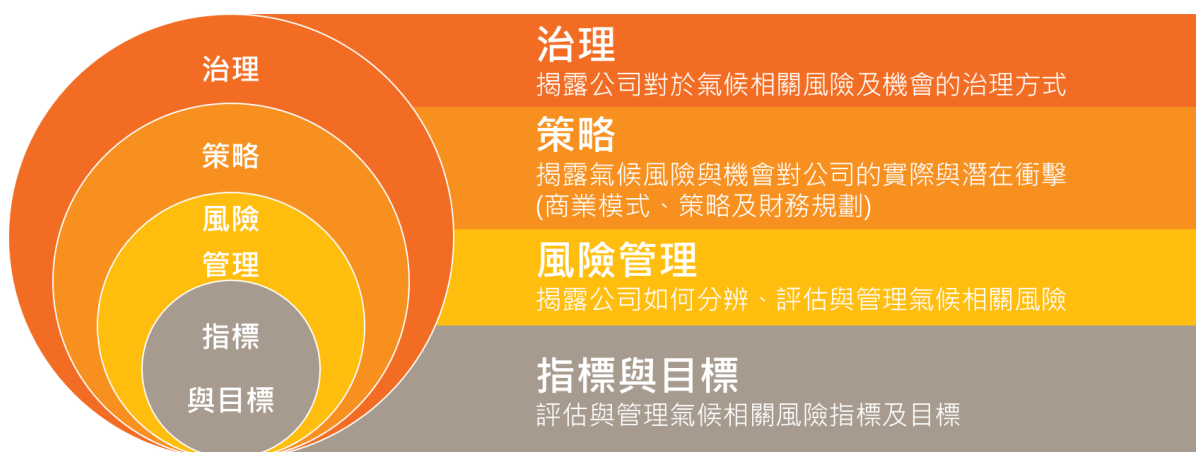 治理
策略
風險
管理
指標
與目標
治理
揭露公司對於氣候相關風險及機會的治理方式
策略
揭露氣候風險與機會對公司的實際與潛在衝擊
(商業模式、策略及財務規劃)
風險管理
揭露公司如何分辨、評估與管理氣候相關風險
指標與目標
評估與管理氣候相關風險指標及目標